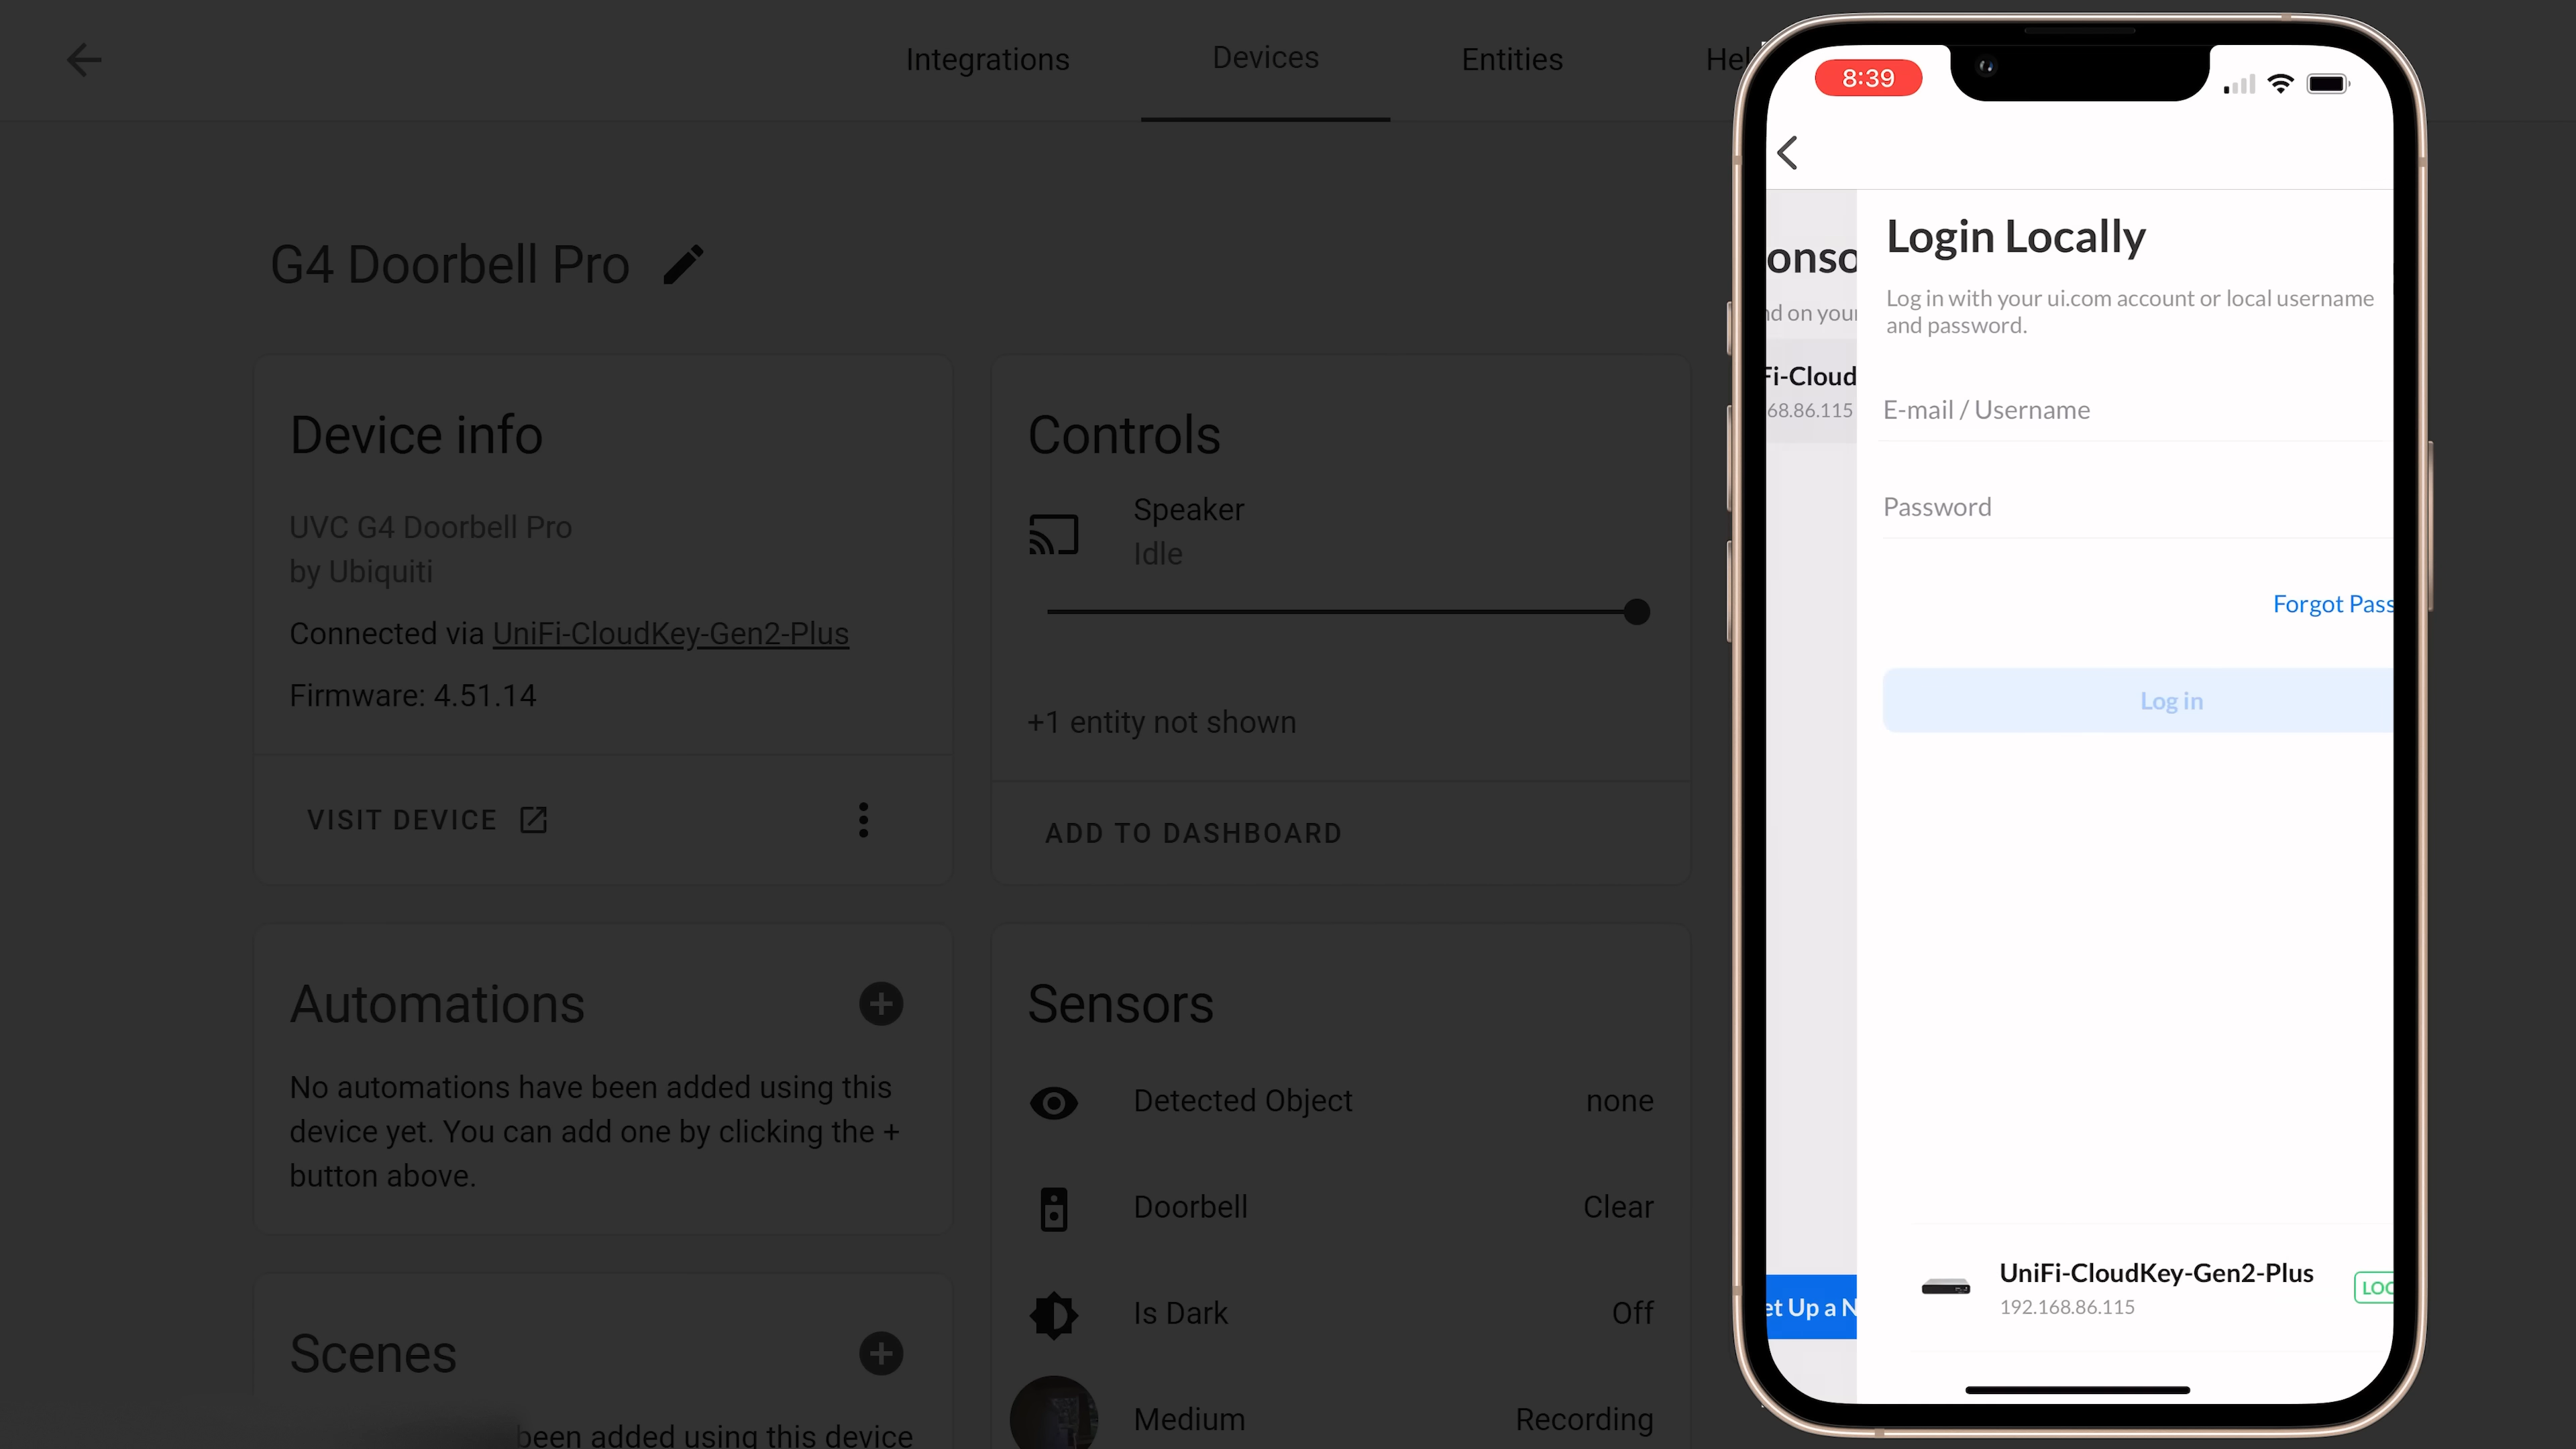 Integrations
Devices
Entities
Hel
G4 Doorbell Pro
Device info
UVC G4 Doorbell Pro
by Ubiquiti
Connected via UniFi-CloudKey-Gen2-Plus
Firmware: 4.51.14
VISIT DEVICE
Controls
Speaker
Idle
+1 entity not shown
ADD TO DASHBOARD
Automations
No automations have been added using this
device yet. You can add one by clicking the +
button above.
Scenes
been added using this device
Sensors
Detected Object none
Doorbell Clear
Is Dark Off
Medium Recording
8:39
onso
nd on your
Fi-Cloud
68.86.115
et Up a N
Login Locally
Log in with your ui.com account or local username
and password.
E-mail / Username
Password
Forgot Pass
Log in
UniFi-CloudKey-Gen2-Plus
192.168.86.115
LOC